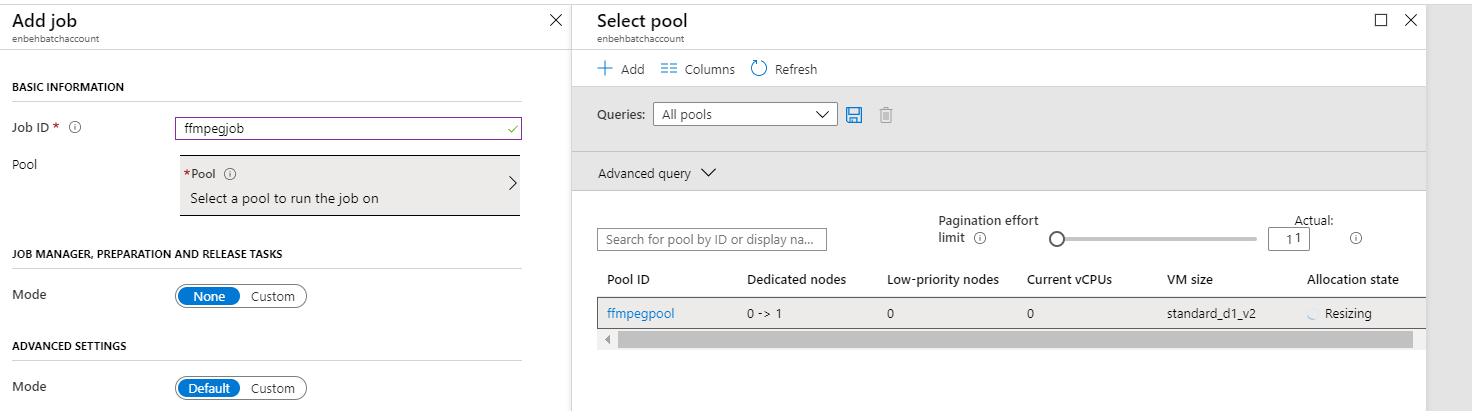 Add job
enbehbatchaccount
BASIC INFORMATION
Job ID *
ffmpegjob
Pool
*Pool
Select a pool to run the job on
JOB MANAGER, PREPARATION AND RELEASE TASKS
Mode
None Custom
ADVANCED SETTINGS
Mode
Default Custom
Select pool
enbehbatchaccount
Add Columns Refresh
Queries: All pools
Advanced query
Search for pool by ID or display na...
Pagination effort
limit
Actual:
1 1
Pool ID Dedicated nodes Low-priority nodes Current vCPUs VM size Allocation state
ffmpegpool 0 -> 1 0 0 standard_d1_v2 Resizing